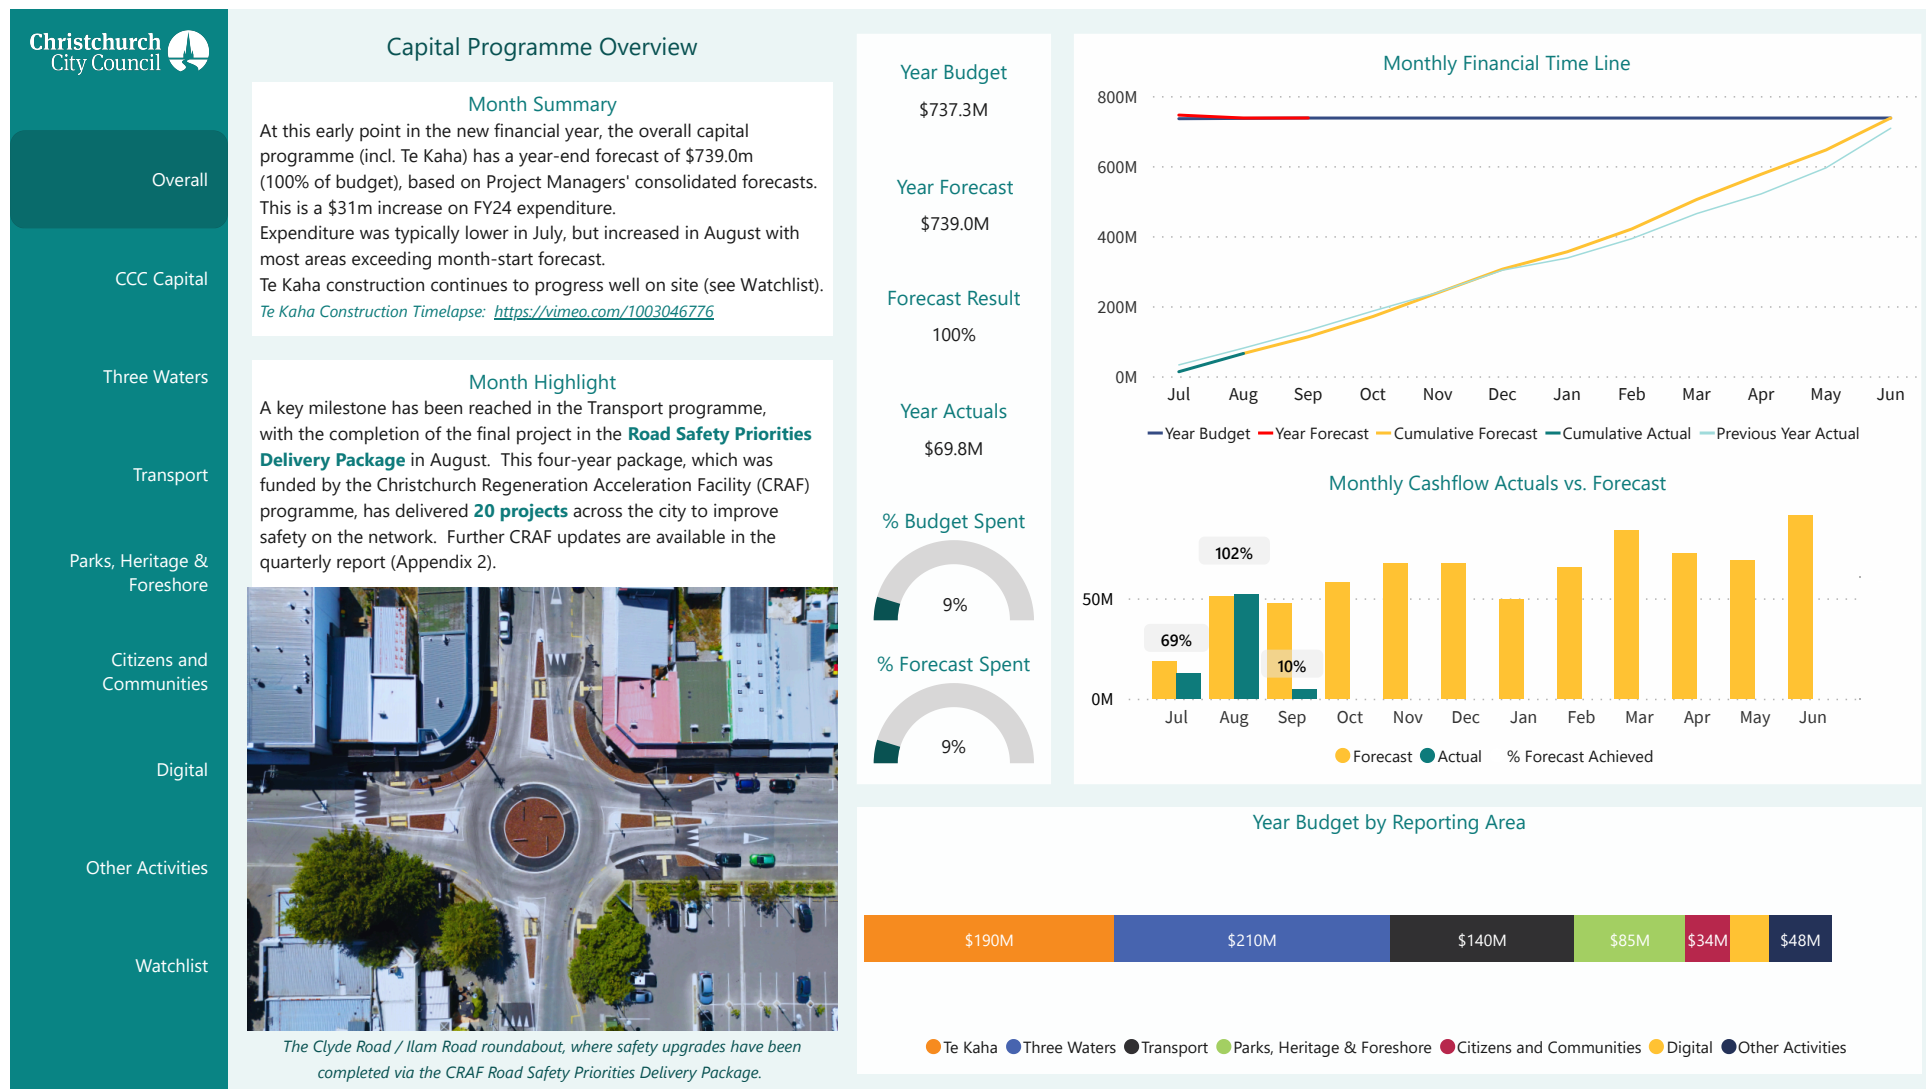 Christchurch
City Council
Overall
CCC Capital
Three Waters
Transport
Parks, Heritage &
Foreshore
Citizens and
Communities
Digital
Other Activities
Watchlist
Capital Programme Overview
Month Summary
At this early point in the new financial year, the overall capital
programme (incl. Te Kaha) has a year-end forecast of $739.0m
(100% of budget), based on Project Managers' consolidated forecasts.
This is a $31m increase on FY24 expenditure.
Expenditure was typically lower in July, but increased in August with
most areas exceeding month-start forecast.
Te Kaha construction continues to progress well on site (see Watchlist).
Te Kaha Construction Timelapse: https://vimeo.com/1003046776
Month Highlight
A key milestone has been reached in the Transport programme,
with the completion of the final project in the Road Safety Priorities
Delivery Package in August. This four-year package, which was
funded by the Christchurch Regeneration Acceleration Facility (CRAF)
programme, has delivered 20 projects across the city to improve
safety on the network. Further CRAF updates are available in the
quarterly report (Appendix 2).
The Clyde Road / Ilam Road roundabout, where safety upgrades have been
completed via the CRAF Road Safety Priorities Delivery Package.
Year Budget
$737.3M
Year Forecast
$739.0M
Forecast Result
100%
Year Actuals
$69.8M
% Budget Spent
9%
% Forecast Spent
9%
Monthly Financial Time Line
800M
600M
400M
200M
0M
Jul Aug Sep Oct Nov Dec Jan Feb Mar Apr May Jun
Year Budget Year Forecast Cumulative Forecast Cumulative Actual Previous Year Actual
Monthly Cashflow Actuals vs. Forecast
102%
50M
69%
10%
0M
Jul Aug Sep Oct Nov Dec Jan Feb Mar Apr May Jun
Forecast Actual % Forecast Achieved
Year Budget by Reporting Area
$190M $210M $140M $85M $34M $48M
Te Kaha Three Waters Transport Parks, Heritage & Foreshore Citizens and Communities Digital Other Activities